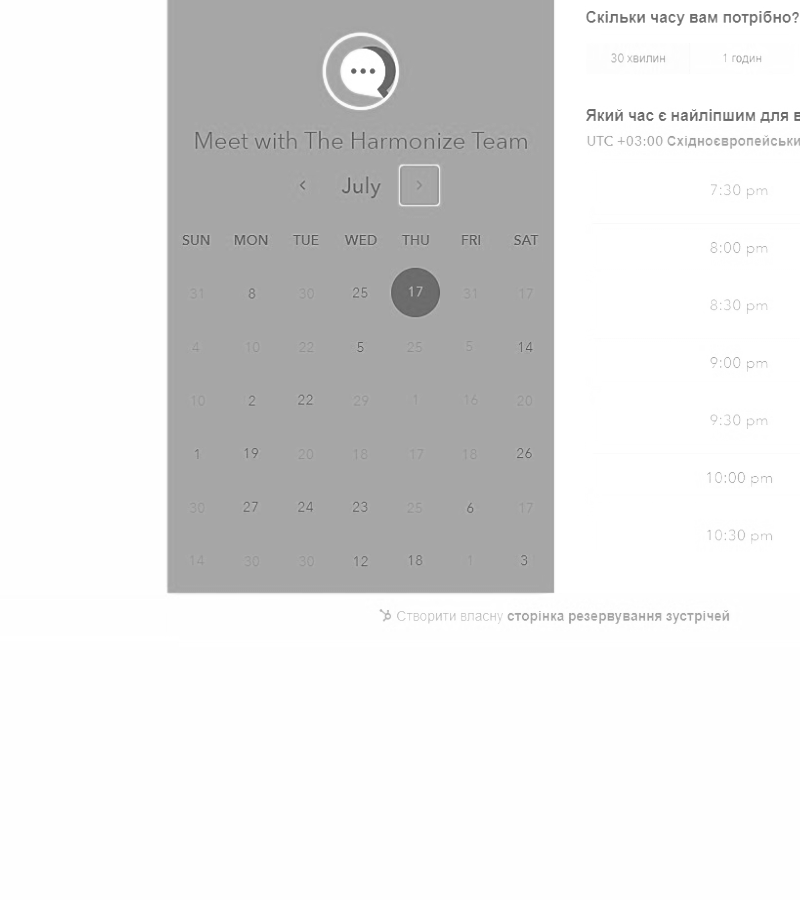 Meet with The Harmonize Team
July
SUN MON TUE WED THU FRI SAT
31 8 30 25 17 31 17
4 10 22 5 25 5 14
10 2 22 29 1 16 20
1 19 20 18 17 18 26
30 27 24 23 25 6 17
14 30 30 12 18 1 3
Скільки часу вам потрібно?
30 хвилин 1 годин
Який час є найліпшим для в
UTC +03:00 Східноєвропейськи
7:30 pm
8:00 pm
8:30 pm
9:00 pm
9:30 pm
10:00 pm
10:30 pm
Створити власну сторінка резервування зустрічей